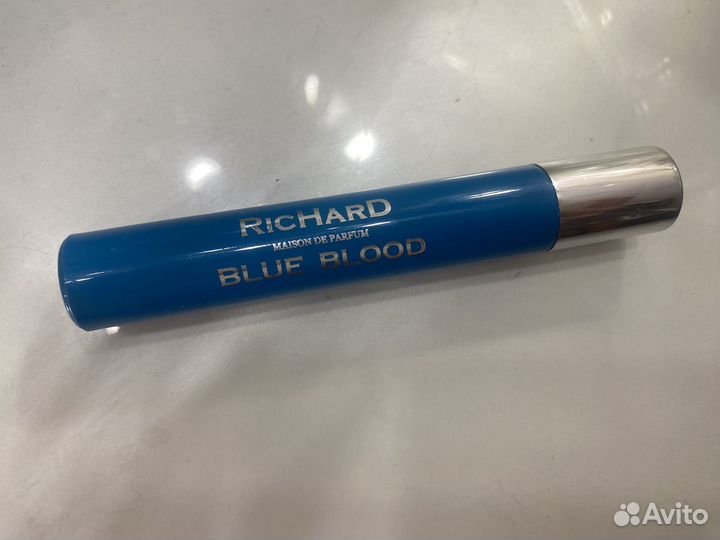 RICHARD
MAISON DE PARFUM
BLUE BLOOD
Avito